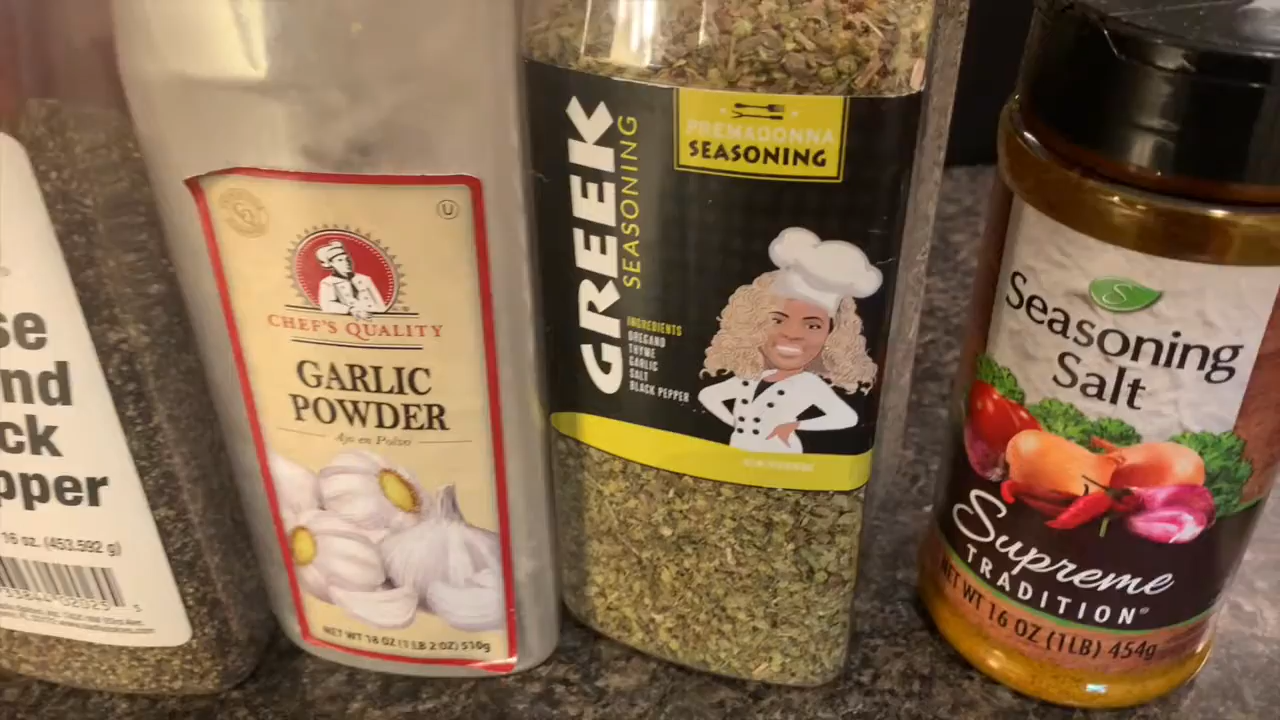 se
nd
ck
pper
16 oz. (453.592 g)
U
CHEF'S QUALITY
GARLIC
POWDER
Ajo en Polvo
NET WT 18 OZ (1 LB 2 OZ) 510g
GREEK
SEASONING
PREMADONNA
SEASONING
INGREDIENTS
OREGANO
THYME
GARLIC
SALT
BLACK PEPPER
S
Seasoning
Salt
Supreme
TRADITION®
NET WT 16 OZ (1LB) 454g